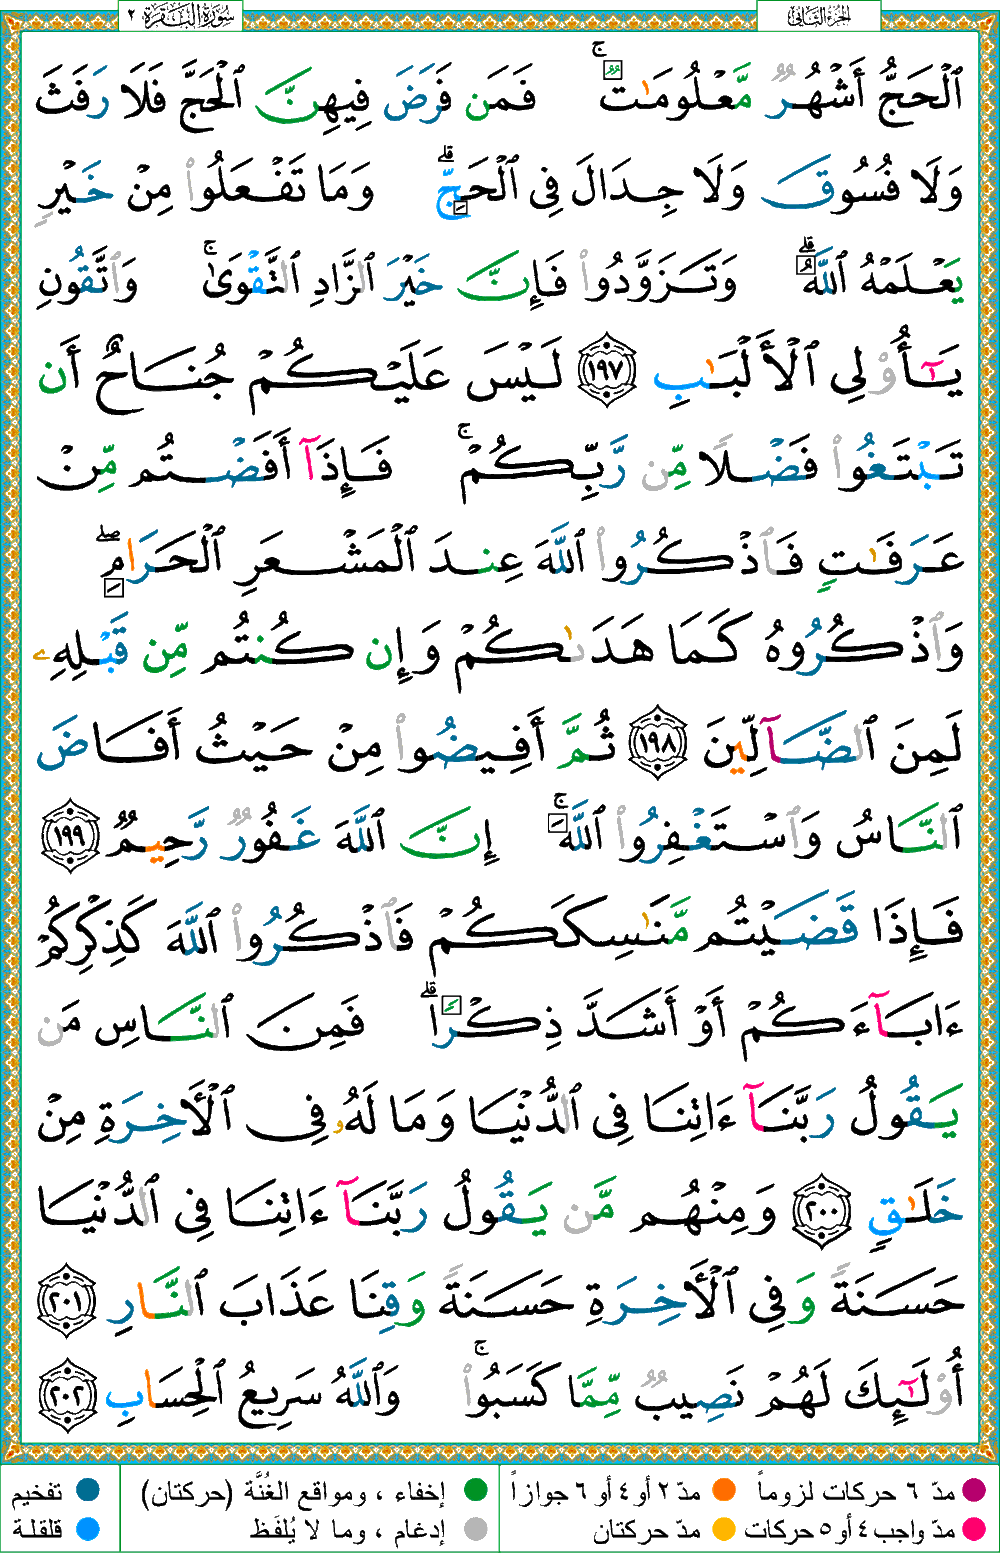 الجزء الثاني
سورة البقرة ٢
ٱلْحَجُّ أَشْهُرٌ مَّعْلُومَـٰتٌ ۚ فَمَن فَرَضَ فِيهِنَّ ٱلْحَجَّ فَلَا رَفَثَ
وَلَا فُسُوقَ وَلَا جِدَالَ فِى ٱلْحَجِّ ۗ وَمَا تَفْعَلُوا۟ مِنْ خَيْرٍ
يَعْلَمْهُ ٱللَّهُ ۗ وَتَزَوَّدُوا۟ فَإِنَّ خَيْرَ ٱلزَّادِ ٱلتَّقْوَىٰ ۚ وَٱتَّقُونِ
يَـٰٓأُو۟لِى ٱلْأَلْبَـٰبِ ١٩٧ لَيْسَ عَلَيْكُمْ جُنَاحٌ أَن
تَبْتَغُوا۟ فَضْلًا مِّن رَّبِّكُمْ ۚ فَإِذَآ أَفَضْتُم مِّنْ
عَرَفَـٰتٍ فَٱذْكُرُوا۟ ٱللَّهَ عِندَ ٱلْمَشْعَرِ ٱلْحَرَامِ ۖ
وَٱذْكُرُوهُ كَمَا هَدَىٰكُمْ وَإِن كُنتُم مِّن قَبْلِهِۦ
لَمِنَ ٱلضَّآلِّينَ ١٩٨ ثُمَّ أَفِيضُوا۟ مِنْ حَيْثُ أَفَاضَ
ٱلنَّاسُ وَٱسْتَغْفِرُوا۟ ٱللَّهَ ۚ إِنَّ ٱللَّهَ غَفُورٌ رَّحِيمٌ ١٩٩
فَإِذَا قَضَيْتُم مَّنَـٰسِكَكُمْ فَٱذْكُرُوا۟ ٱللَّهَ كَذِكْرِكُمْ
ءَابَآءَكُمْ أَوْ أَشَدَّ ذِكْرًا ۗ فَمِنَ ٱلنَّاسِ مَن
يَقُولُ رَبَّنَآ ءَاتِنَا فِى ٱلدُّنْيَا وَمَا لَهُۥ فِى ٱلْأَخِرَةِ مِنْ
خَلَـٰقٍ ٢٠٠ وَمِنْهُم مَّن يَقُولُ رَبَّنَآ ءَاتِنَا فِى ٱلدُّنْيَا
حَسَنَةً وَفِى ٱلْأَخِرَةِ حَسَنَةً وَقِنَا عَذَابَ ٱلنَّارِ ٢٠١
أُو۟لَـٰٓئِكَ لَهُمْ نَصِيبٌ مِّمَّا كَسَبُوا۟ ۚ وَٱللَّهُ سَرِيعُ ٱلْحِسَابِ ٢٠٢
مدّ ٦ حركات لزوماً مدّ ٢ أو ٤ أو ٦ جوازاً إخفاء ، ومواقع الغُنَّة (حركتان) تفخيم
مدّ واجب ٤ أو ٥ حركات مدّ حركتان إدغام ، وما لا يُلفَظ قلقلة